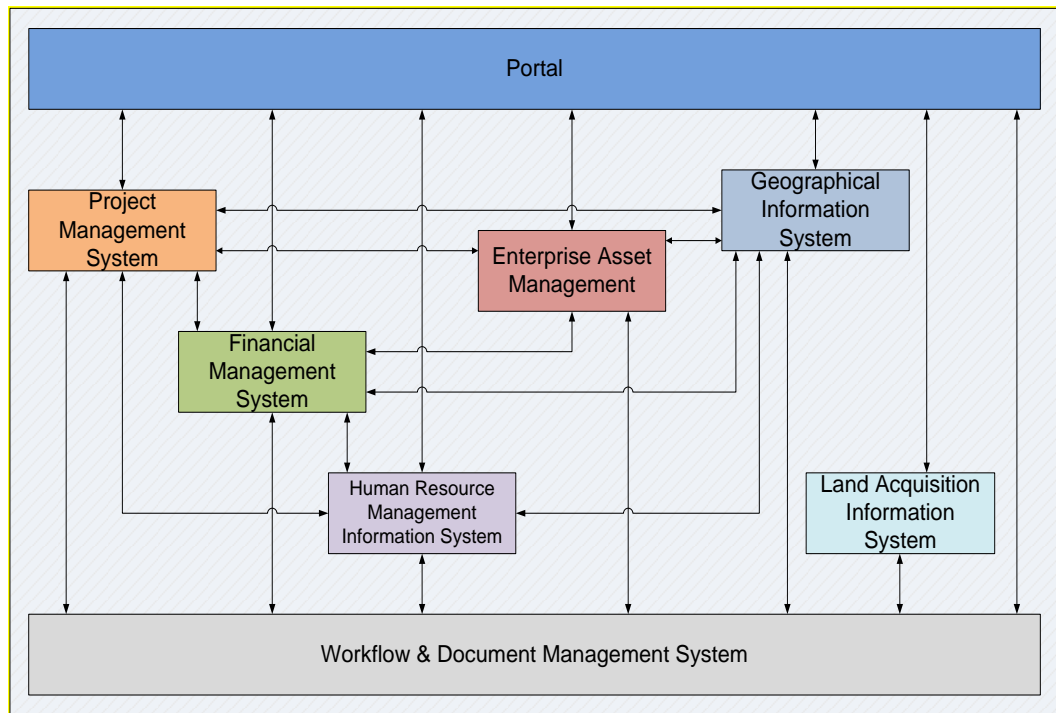 Portal
Project
Management
System
Geographical
Information
System
Enterprise Asset
Management
Financial
Management
System
Human Resource
Management
Information System
Land Acquisition
Information
System
Workflow & Document Management System